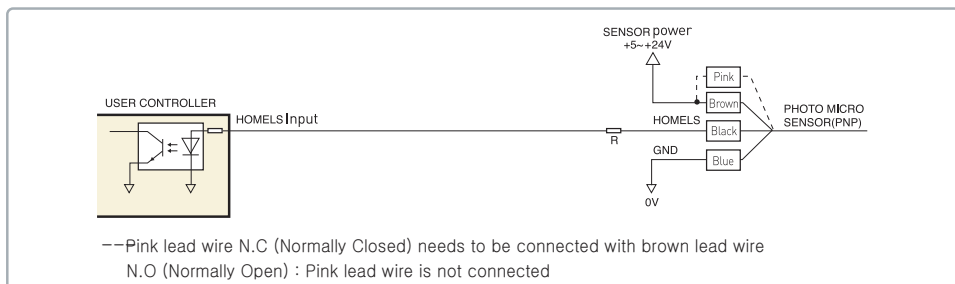 SENSOR power
+5~+24V
Pink
USER CONTROLLER
Brown
HOMELS Input
HOMELS
Black
PHOTO MICRO
SENSOR(PNP)
R
GND
Blue
0V
--Pink lead wire N.C (Normally Closed) needs to be connected with brown lead wire
N.O (Normally Open) : Pink lead wire is not connected